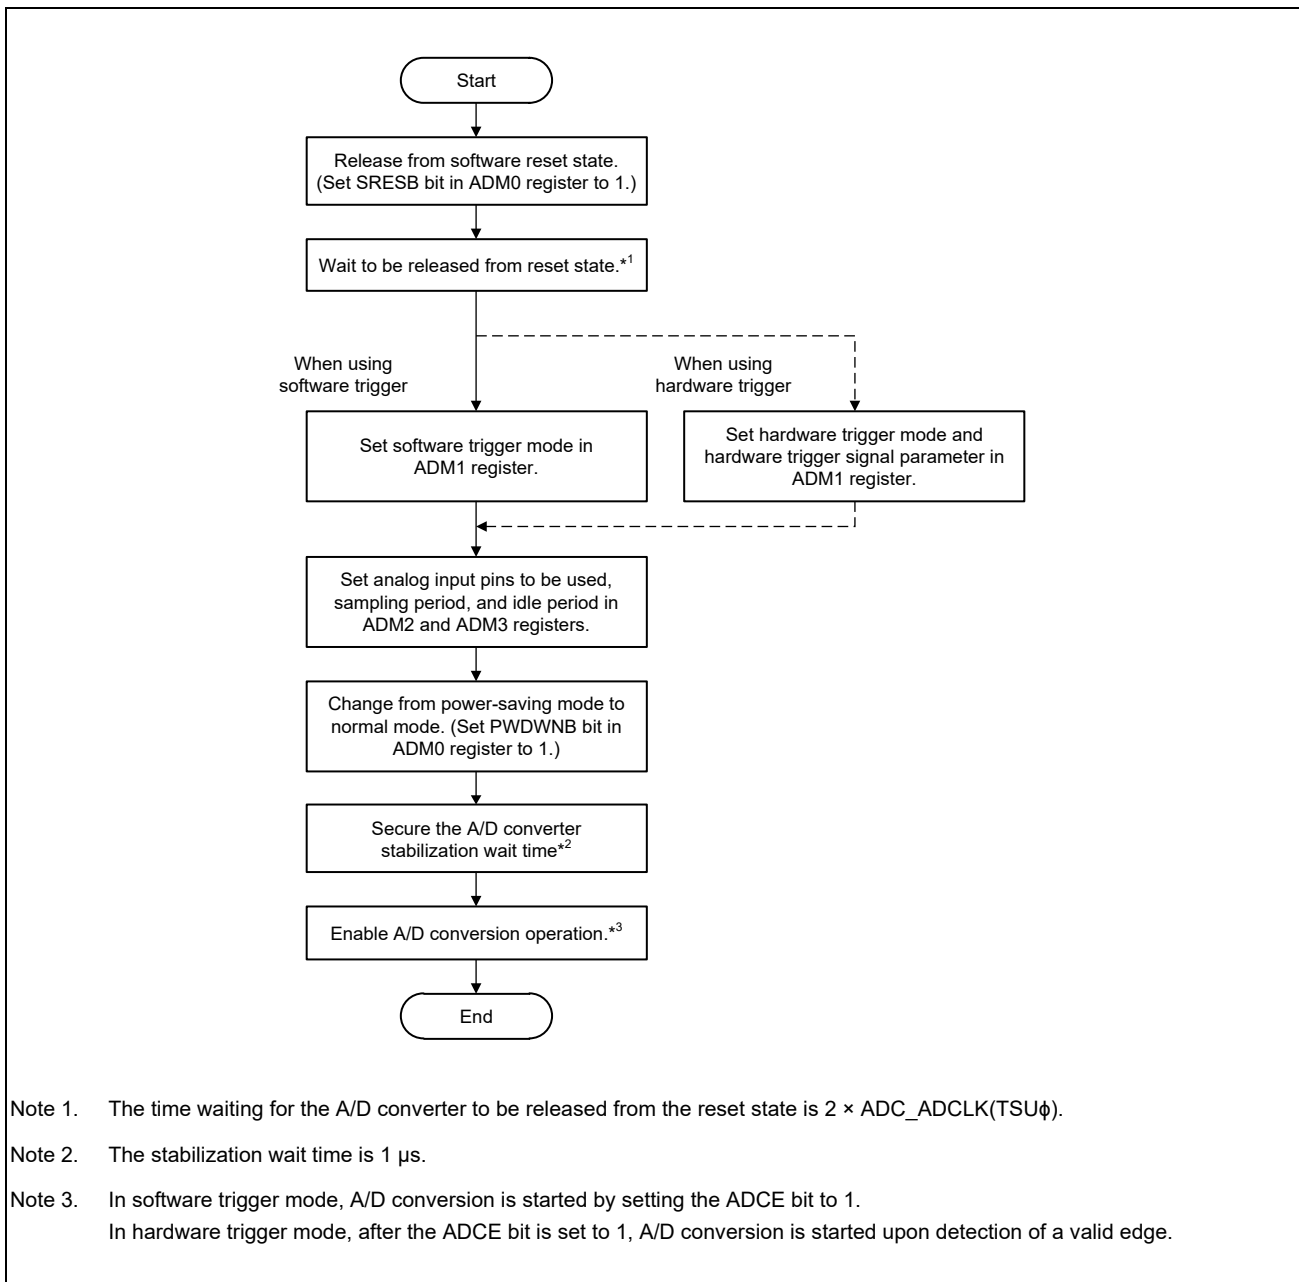 Start
Release from software reset state.
(Set SRESB bit in ADM0 register to 1.)
Wait to be released from reset state.*1
When using
software trigger
When using
hardware trigger
Set software trigger mode in
ADM1 register.
Set hardware trigger mode and
hardware trigger signal parameter in
ADM1 register.
Set analog input pins to be used,
sampling period, and idle period in
ADM2 and ADM3 registers.
Change from power-saving mode to
normal mode. (Set PWDWNB bit in
ADM0 register to 1.)
Secure the A/D converter
stabilization wait time*2
Enable A/D conversion operation.*3
End
Note 1. The time waiting for the A/D converter to be released from the reset state is 2 × ADC_ADCLK(TSUϕ).
Note 2. The stabilization wait time is 1 μs.
Note 3. In software trigger mode, A/D conversion is started by setting the ADCE bit to 1.
In hardware trigger mode, after the ADCE bit is set to 1, A/D conversion is started upon detection of a valid edge.